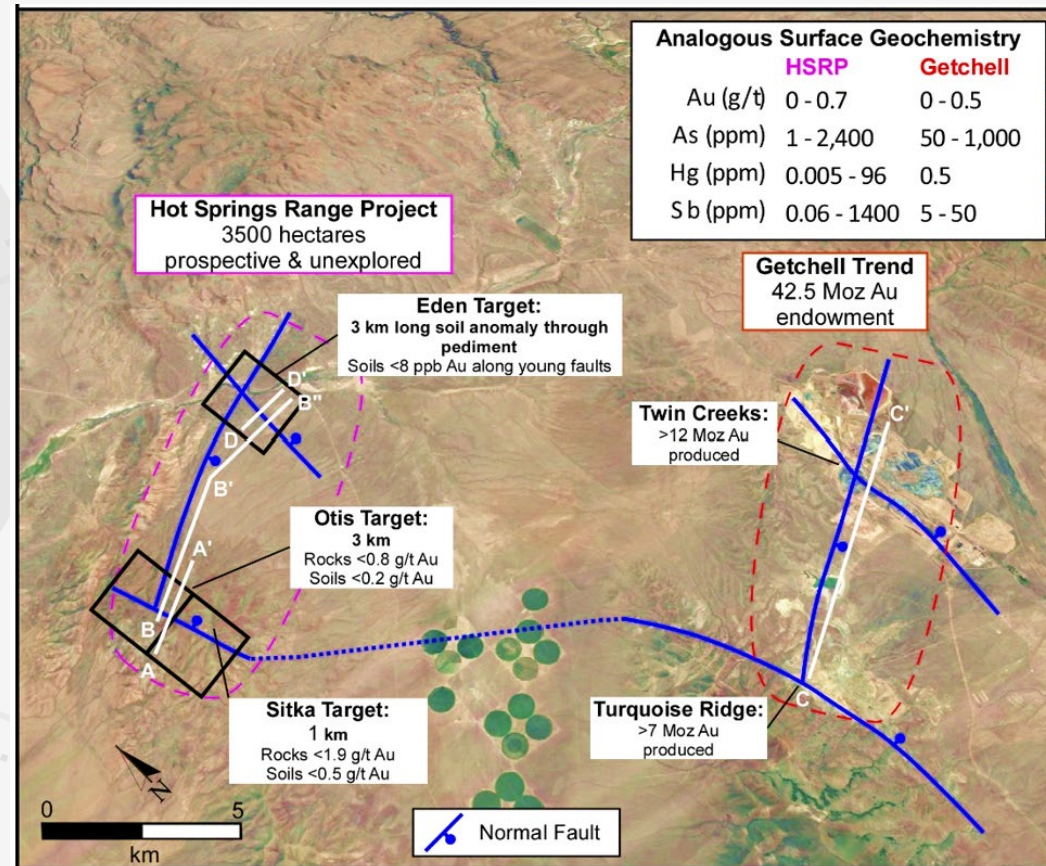 Analogous Surface Geochemistry
HSRP Getchell
Au (g/t) 0 - 0.7 0 - 0.5
As (ppm) 1 - 2,400 50 - 1,000
Hg (ppm) 0.005 - 96 0.5
Sb (ppm) 0.06 - 1400 5 - 50
Hot Springs Range Project
3500 hectares
prospective & unexplored
Getchell Trend
42.5 Moz Au
endowment
Eden Target:
3 km long soil anomaly through
pediment
Soils <8 ppb Au along young faults
D'
B"
D
B'
Twin Creeks:
>12 Moz Au
produced
C'
Otis Target:
3 km
Rocks <0.8 g/t Au
Soils <0.2 g/t Au
A'
B
A
Sitka Target:
1 km
Rocks <1.9 g/t Au
Soils <0.5 g/t Au
C
Turquoise Ridge:
>7 Moz Au
produced
N
0 5
km
Normal Fault